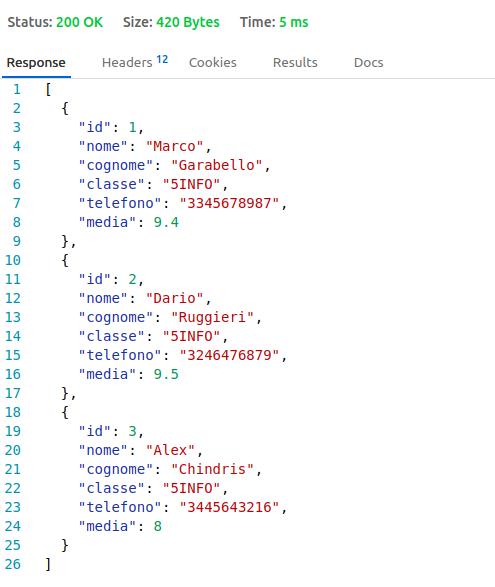 Status: 200 OK Size: 420 Bytes Time: 5 ms
Response Headers 12 Cookies Results Docs
1 [
2 {
3 "id": 1,
4 "nome": "Marco",
5 "cognome": "Garabello",
6 "classe": "5INFO",
7 "telefono": "3345678987",
8 "media": 9.4
9 },
10 {
11 "id": 2,
12 "nome": "Dario",
13 "cognome": "Ruggieri",
14 "classe": "5INFO",
15 "telefono": "3246476879",
16 "media": 9.5
17 },
18 {
19 "id": 3,
20 "nome": "Alex",
21 "cognome": "Chindris",
22 "classe": "5INFO",
23 "telefono": "3445643216",
24 "media": 8
25 }
26 ]